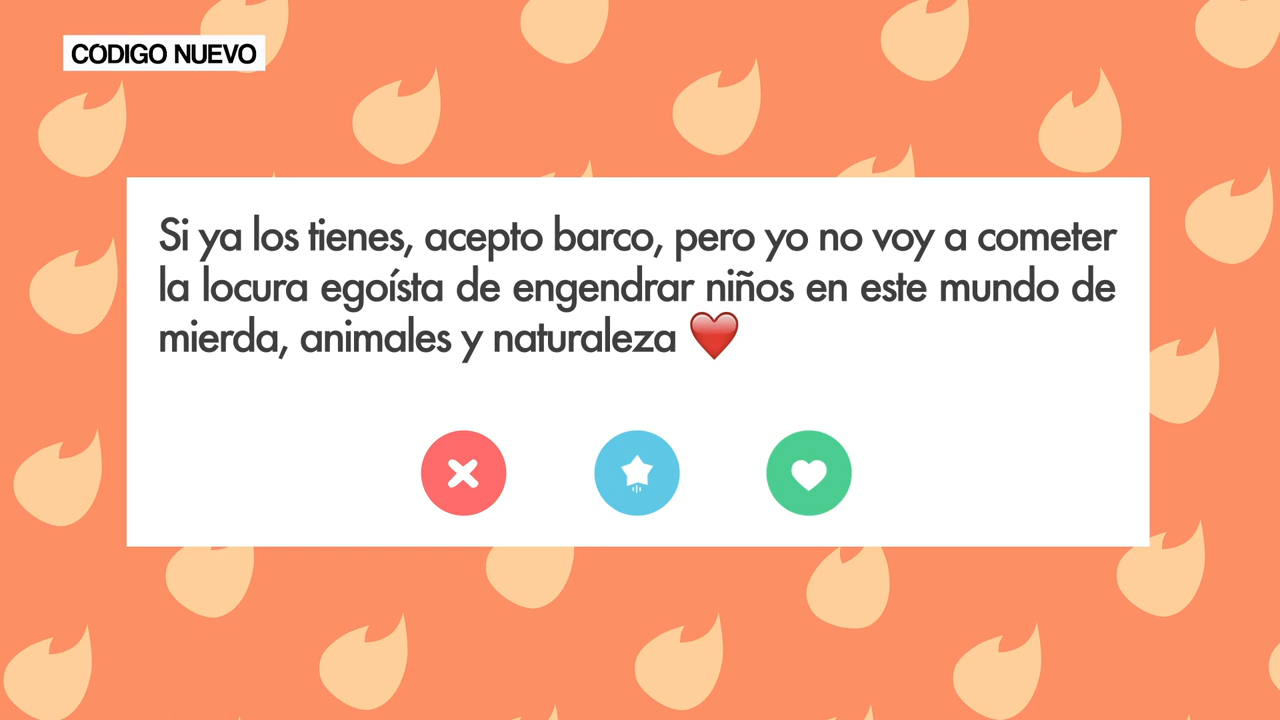 CÓDIGO NUEVO
Si ya los tienes, acepto barco, pero yo no voy a cometer
la locura egoísta de engendrar niños en este mundo de
mierda, animales y naturaleza ❤️